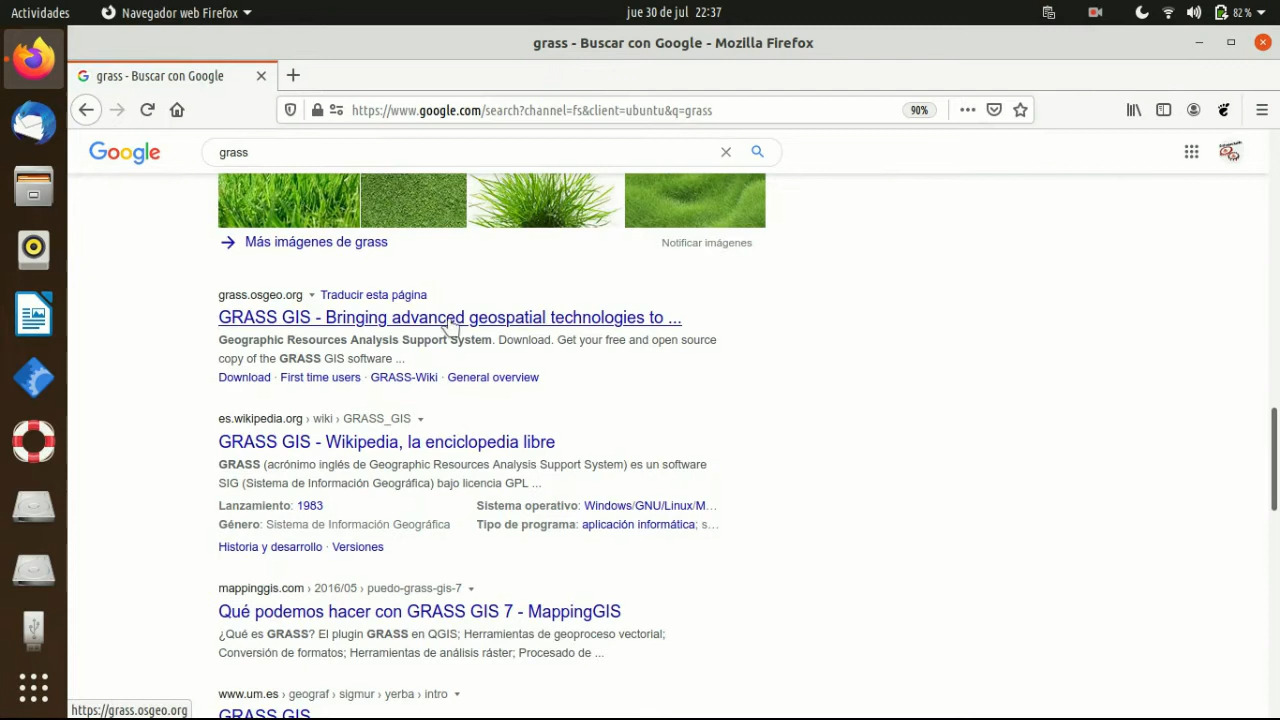 Actividades
Navegador web Firefox
jue 30 de jul 22:37
82 %
grass - Buscar con Google - Mozilla Firefox
grass - Buscar con Google
https://www.google.com/search?channel=fs&client=ubuntu&q=grass
90%
Google
grass
Más imágenes de grass
Notificar imágenes
grass.osgeo.org
Traducir esta página
GRASS GIS - Bringing advanced geospatial technologies to ...
Geographic Resources Analysis Support System. Download. Get your free and open source
copy of the GRASS GIS software ...
Download · First time users · GRASS-Wiki · General overview
es.wikipedia.org › wiki › GRASS_GIS
GRASS GIS - Wikipedia, la enciclopedia libre
GRASS (acrónimo inglés de Geographic Resources Analysis Support System) es un software
SIG (Sistema de Información Geográfica) bajo licencia GPL ...
Lanzamiento: 1983
Sistema operativo: Windows/GNU/Linux/M...
Género: Sistema de Información Geográfica
Tipo de programa: aplicación informática; s...
Historia y desarrollo · Versiones
mappinggis.com › 2016/05 › puedo-grass-gis-7
Qué podemos hacer con GRASS GIS 7 - MappingGIS
¿Qué es GRASS? El plugin GRASS en QGIS; Herramientas de geoproceso vectorial;
Conversión de formatos; Herramientas de análisis ráster; Procesado de ...
www.um.es › geograf › sigmur › yerba › intro
GRASS GIS
https://grass.osgeo.org